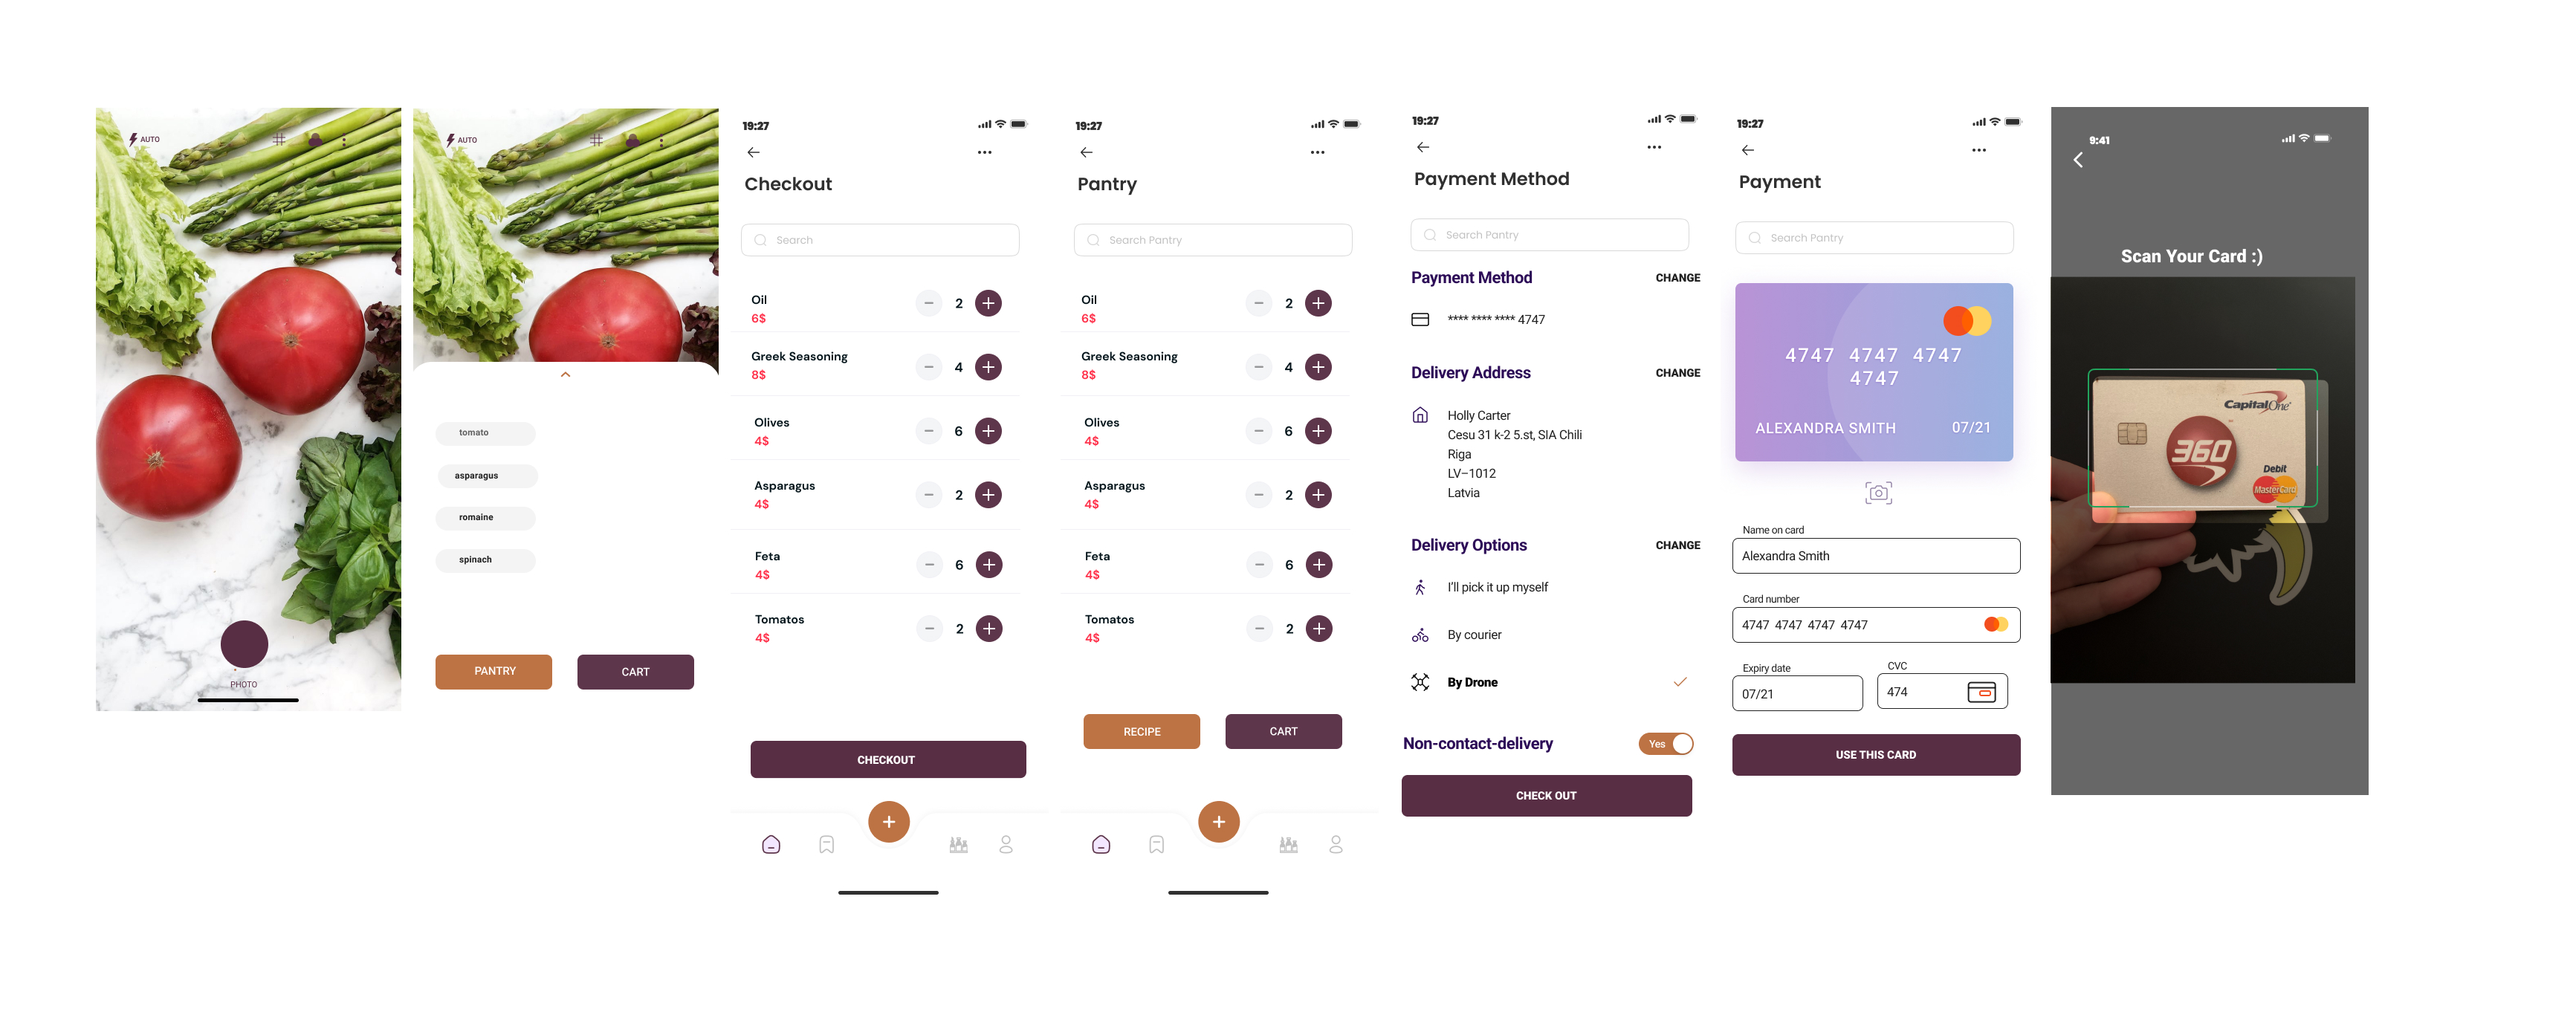 AUTO
PHOTO
AUTO
tomato
asparagus
romaine
spinach
PANTRY
CART
19:27
Checkout
Search
Oil
6$
2
Greek Seasoning
8$
4
Olives
4$
6
Asparagus
4$
2
Feta
4$
6
Tomatos
4$
2
CHECKOUT
19:27
Pantry
Search Pantry
Oil
6$
2
Greek Seasoning
8$
4
Olives
4$
6
Asparagus
4$
2
Feta
4$
6
Tomatos
4$
2
RECIPE
CART
19:27
Payment Method
Search Pantry
Payment Method
CHANGE
**** **** **** 4747
Delivery Address
CHANGE
Holly Carter
Cesu 31 k-2 5.st, SIA Chili
Riga
LV–1012
Latvia
Delivery Options
CHANGE
I'll pick it up myself
By courier
By Drone
Non-contact-delivery
Yes
CHECK OUT
19:27
Payment
Search Pantry
4747 4747 4747
4747
ALEXANDRA SMITH
07/21
Name on card
Alexandra Smith
Card number
4747 4747 4747 4747
Expiry date
07/21
CVC
474
USE THIS CARD
9:41
Scan Your Card :)
Capital One
360
Debit
MasterCard